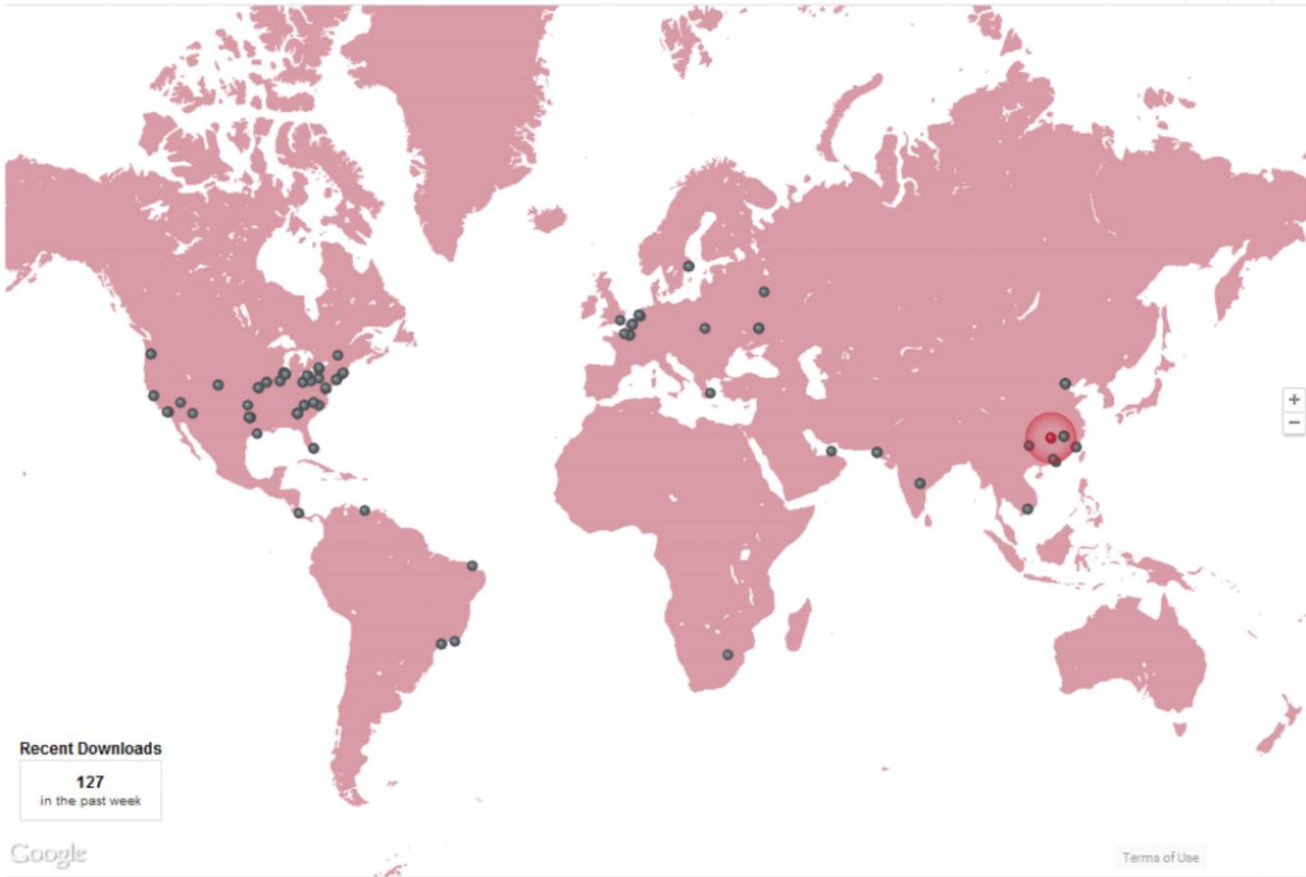 +
−
Recent Downloads
127
in the past week
Google
Terms of Use